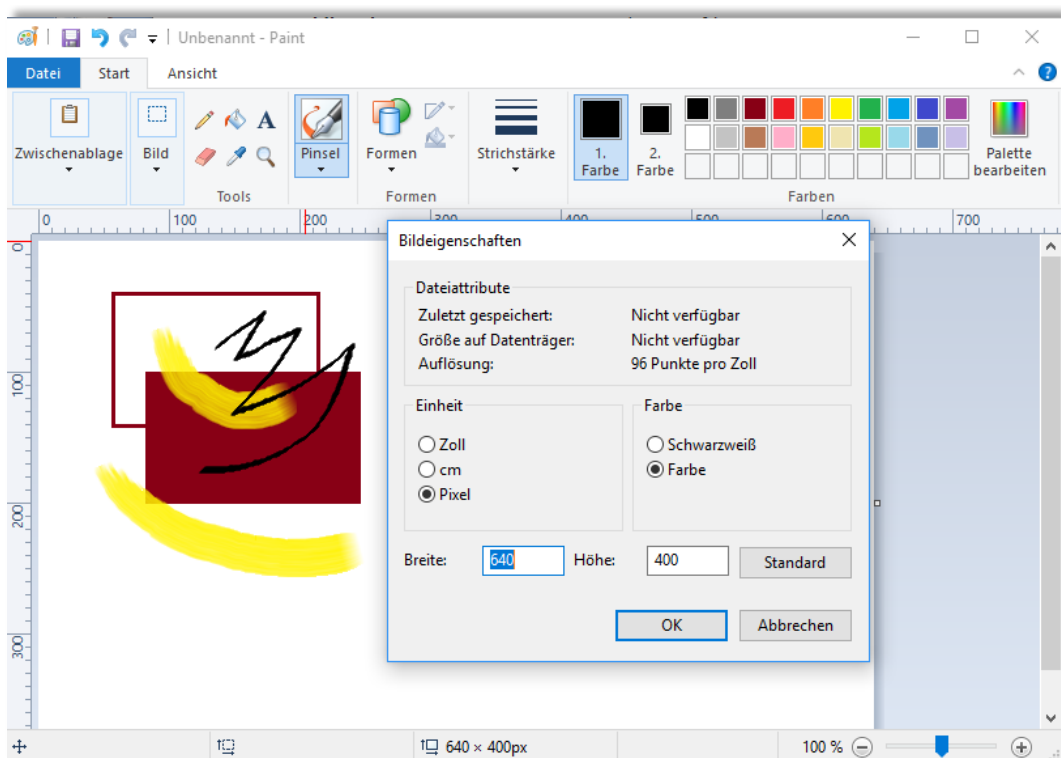 Unbenannt - Paint
Datei Start Ansicht
Zwischenablage Bild Pinsel Formen Strichstärke 1. Farbe 2. Farbe Palette bearbeiten
Tools Formen Farben
0 100 200 300 400 500 600 700
0
100
200
300
Bildeigenschaften
Dateiattribute
Zuletzt gespeichert: Nicht verfügbar
Größe auf Datenträger: Nicht verfügbar
Auflösung: 96 Punkte pro Zoll
Einheit Farbe
Zoll Schwarzweiß
cm Farbe
Pixel
Breite: 640 Höhe: 400 Standard
OK Abbrechen
640 × 400px 100 %